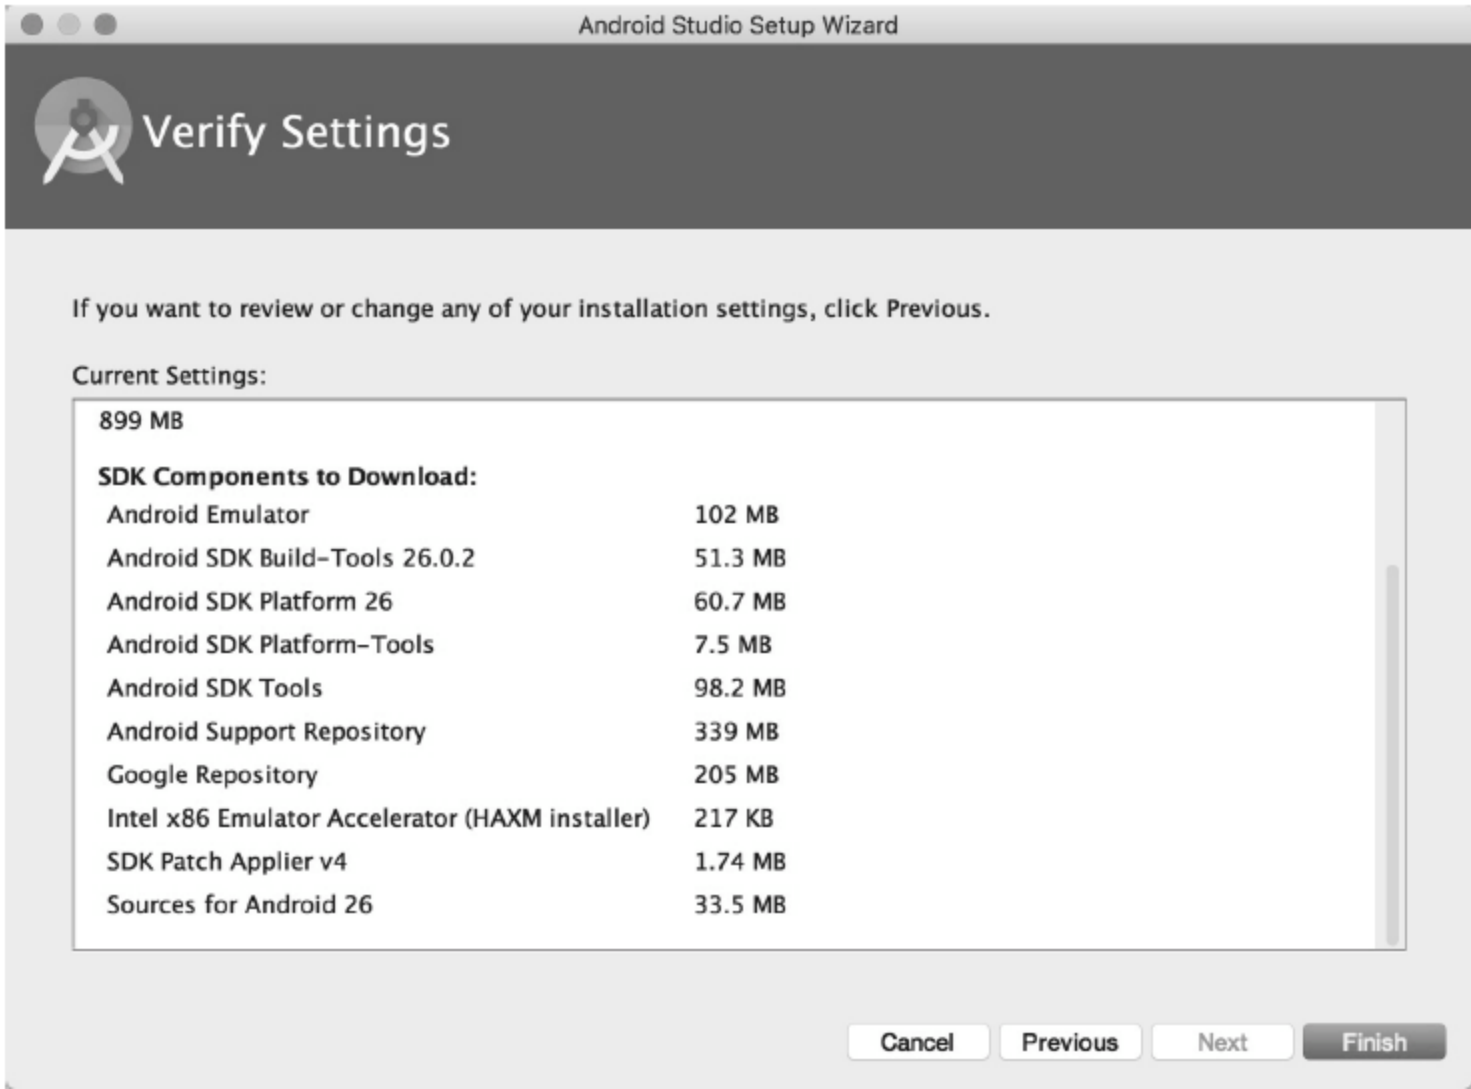 Android Studio Setup Wizard
Verify Settings
If you want to review or change any of your installation settings, click Previous.
Current Settings:
899 MB
SDK Components to Download:
Android Emulator 102 MB
Android SDK Build-Tools 26.0.2 51.3 MB
Android SDK Platform 26 60.7 MB
Android SDK Platform-Tools 7.5 MB
Android SDK Tools 98.2 MB
Android Support Repository 339 MB
Google Repository 205 MB
Intel x86 Emulator Accelerator (HAXM installer) 217 KB
SDK Patch Applier v4 1.74 MB
Sources for Android 26 33.5 MB
Cancel Previous Next Finish